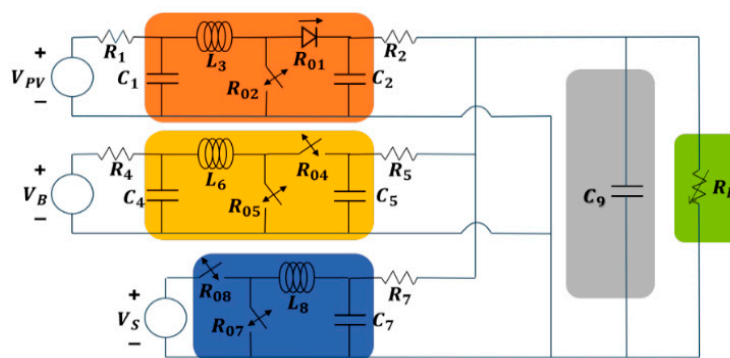 +
V_PV
−
R_1
C_1
L_3
R_02
R_01
C_2
R_2
+
V_B
−
R_4
C_4
L_6
R_05
R_04
C_5
R_5
+
V_S
−
R_08
R_07
L_8
C_7
R_7
C_9